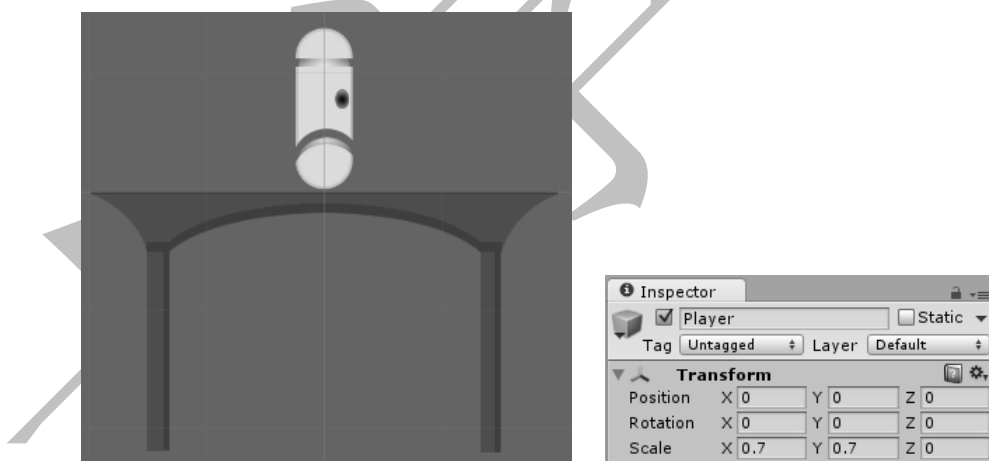 Inspector
Player Static
Tag Untagged Layer Default
Transform
Position X 0 Y 0 Z 0
Rotation X 0 Y 0 Z 0
Scale X 0.7 Y 0.7 Z 0